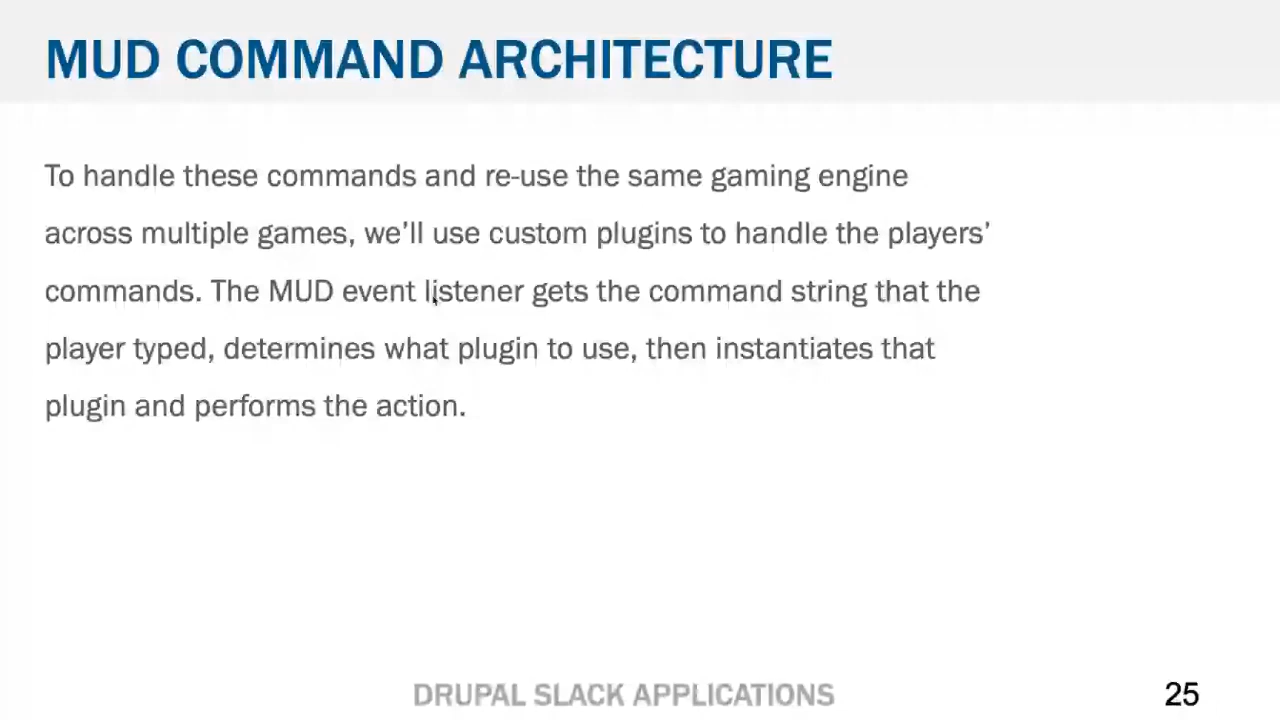 MUD COMMAND ARCHITECTURE
To handle these commands and re-use the same gaming engine
across multiple games, we’ll use custom plugins to handle the players’
commands. The MUD event listener gets the command string that the
player typed, determines what plugin to use, then instantiates that
plugin and performs the action.
DRUPAL SLACK APPLICATIONS
25